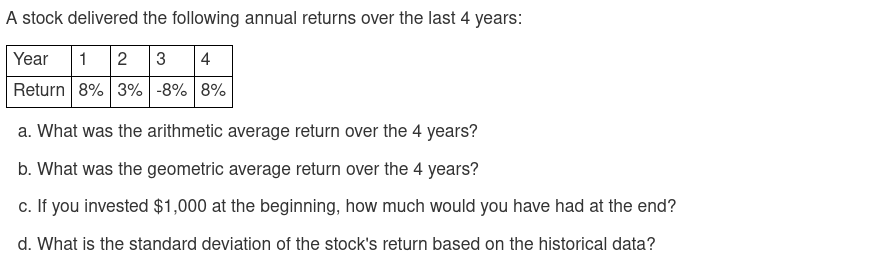 A stock delivered the following annual returns over the last 4 years:
Year 1 2 3 4
Return 8% 3% -8% 8%
a. What was the arithmetic average return over the 4 years?
b. What was the geometric average return over the 4 years?
c. If you invested $1,000 at the beginning, how much would you have had at the end?
d. What is the standard deviation of the stock's return based on the historical data?